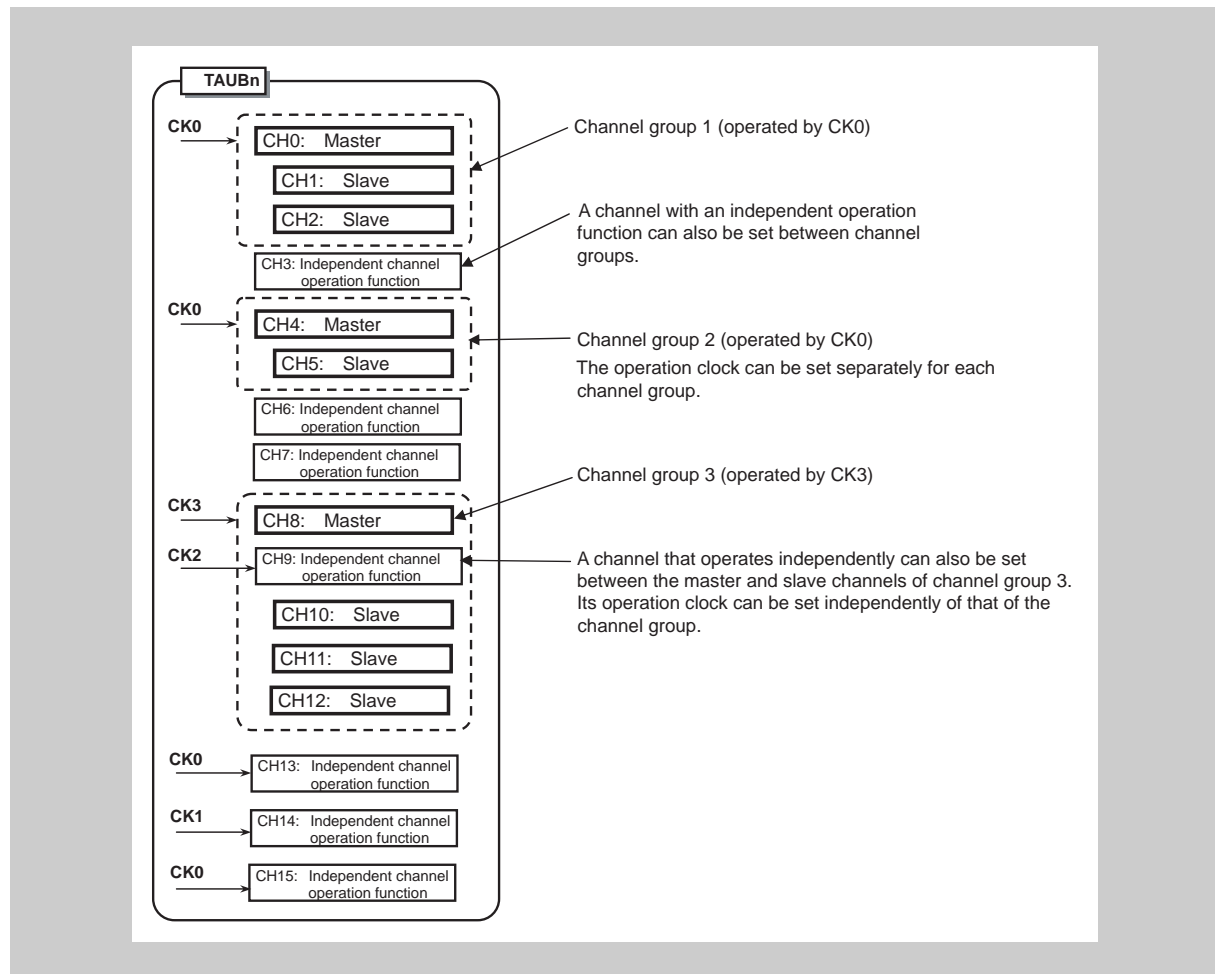 TAUBn
CK0
CH0: Master
CH1: Slave
CH2: Slave
Channel group 1 (operated by CK0)
CH3: Independent channel
operation function
A channel with an independent operation
function can also be set between channel
groups.
CK0
CH4: Master
CH5: Slave
Channel group 2 (operated by CK0)
The operation clock can be set separately for each
channel group.
CH6: Independent channel
operation function
CH7: Independent channel
operation function
CK3
CH8: Master
Channel group 3 (operated by CK3)
CK2
CH9: Independent channel
operation function
A channel that operates independently can also be set
between the master and slave channels of channel group 3.
Its operation clock can be set independently of that of the
channel group.
CH10: Slave
CH11: Slave
CH12: Slave
CK0
CH13: Independent channel
operation function
CK1
CH14: Independent channel
operation function
CK0
CH15: Independent channel
operation function